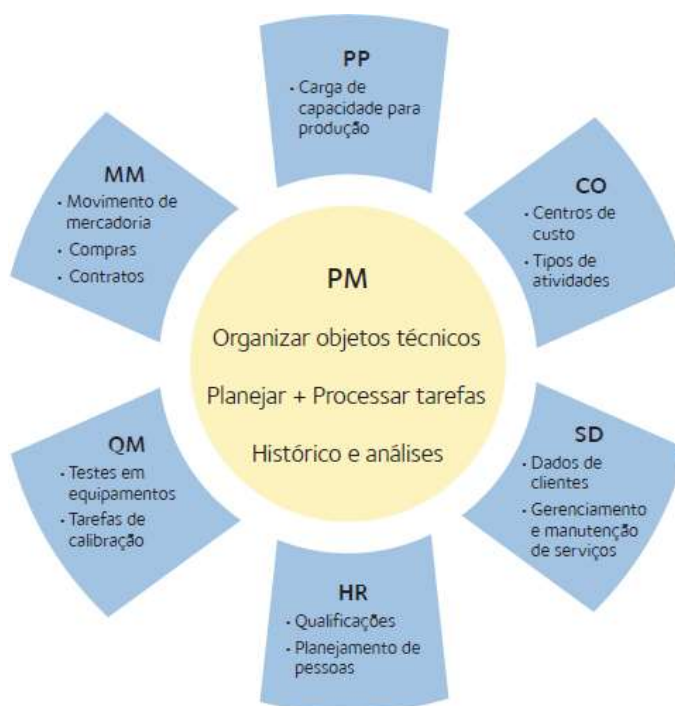 PP
• Carga de
capacidade para
produção
MM
• Movimento de
mercadoria
• Compras
• Contratos
CO
• Centros de
custo
• Tipos de
atividades
PM
Organizar objetos técnicos
Planejar + Processar tarefas
Histórico e análises
QM
• Testes em
equipamentos
• Tarefas de
calibração
SD
• Dados de
clientes
• Gerenciamento
e manutenção
de serviços
HR
• Qualificações
• Planejamento de
pessoas